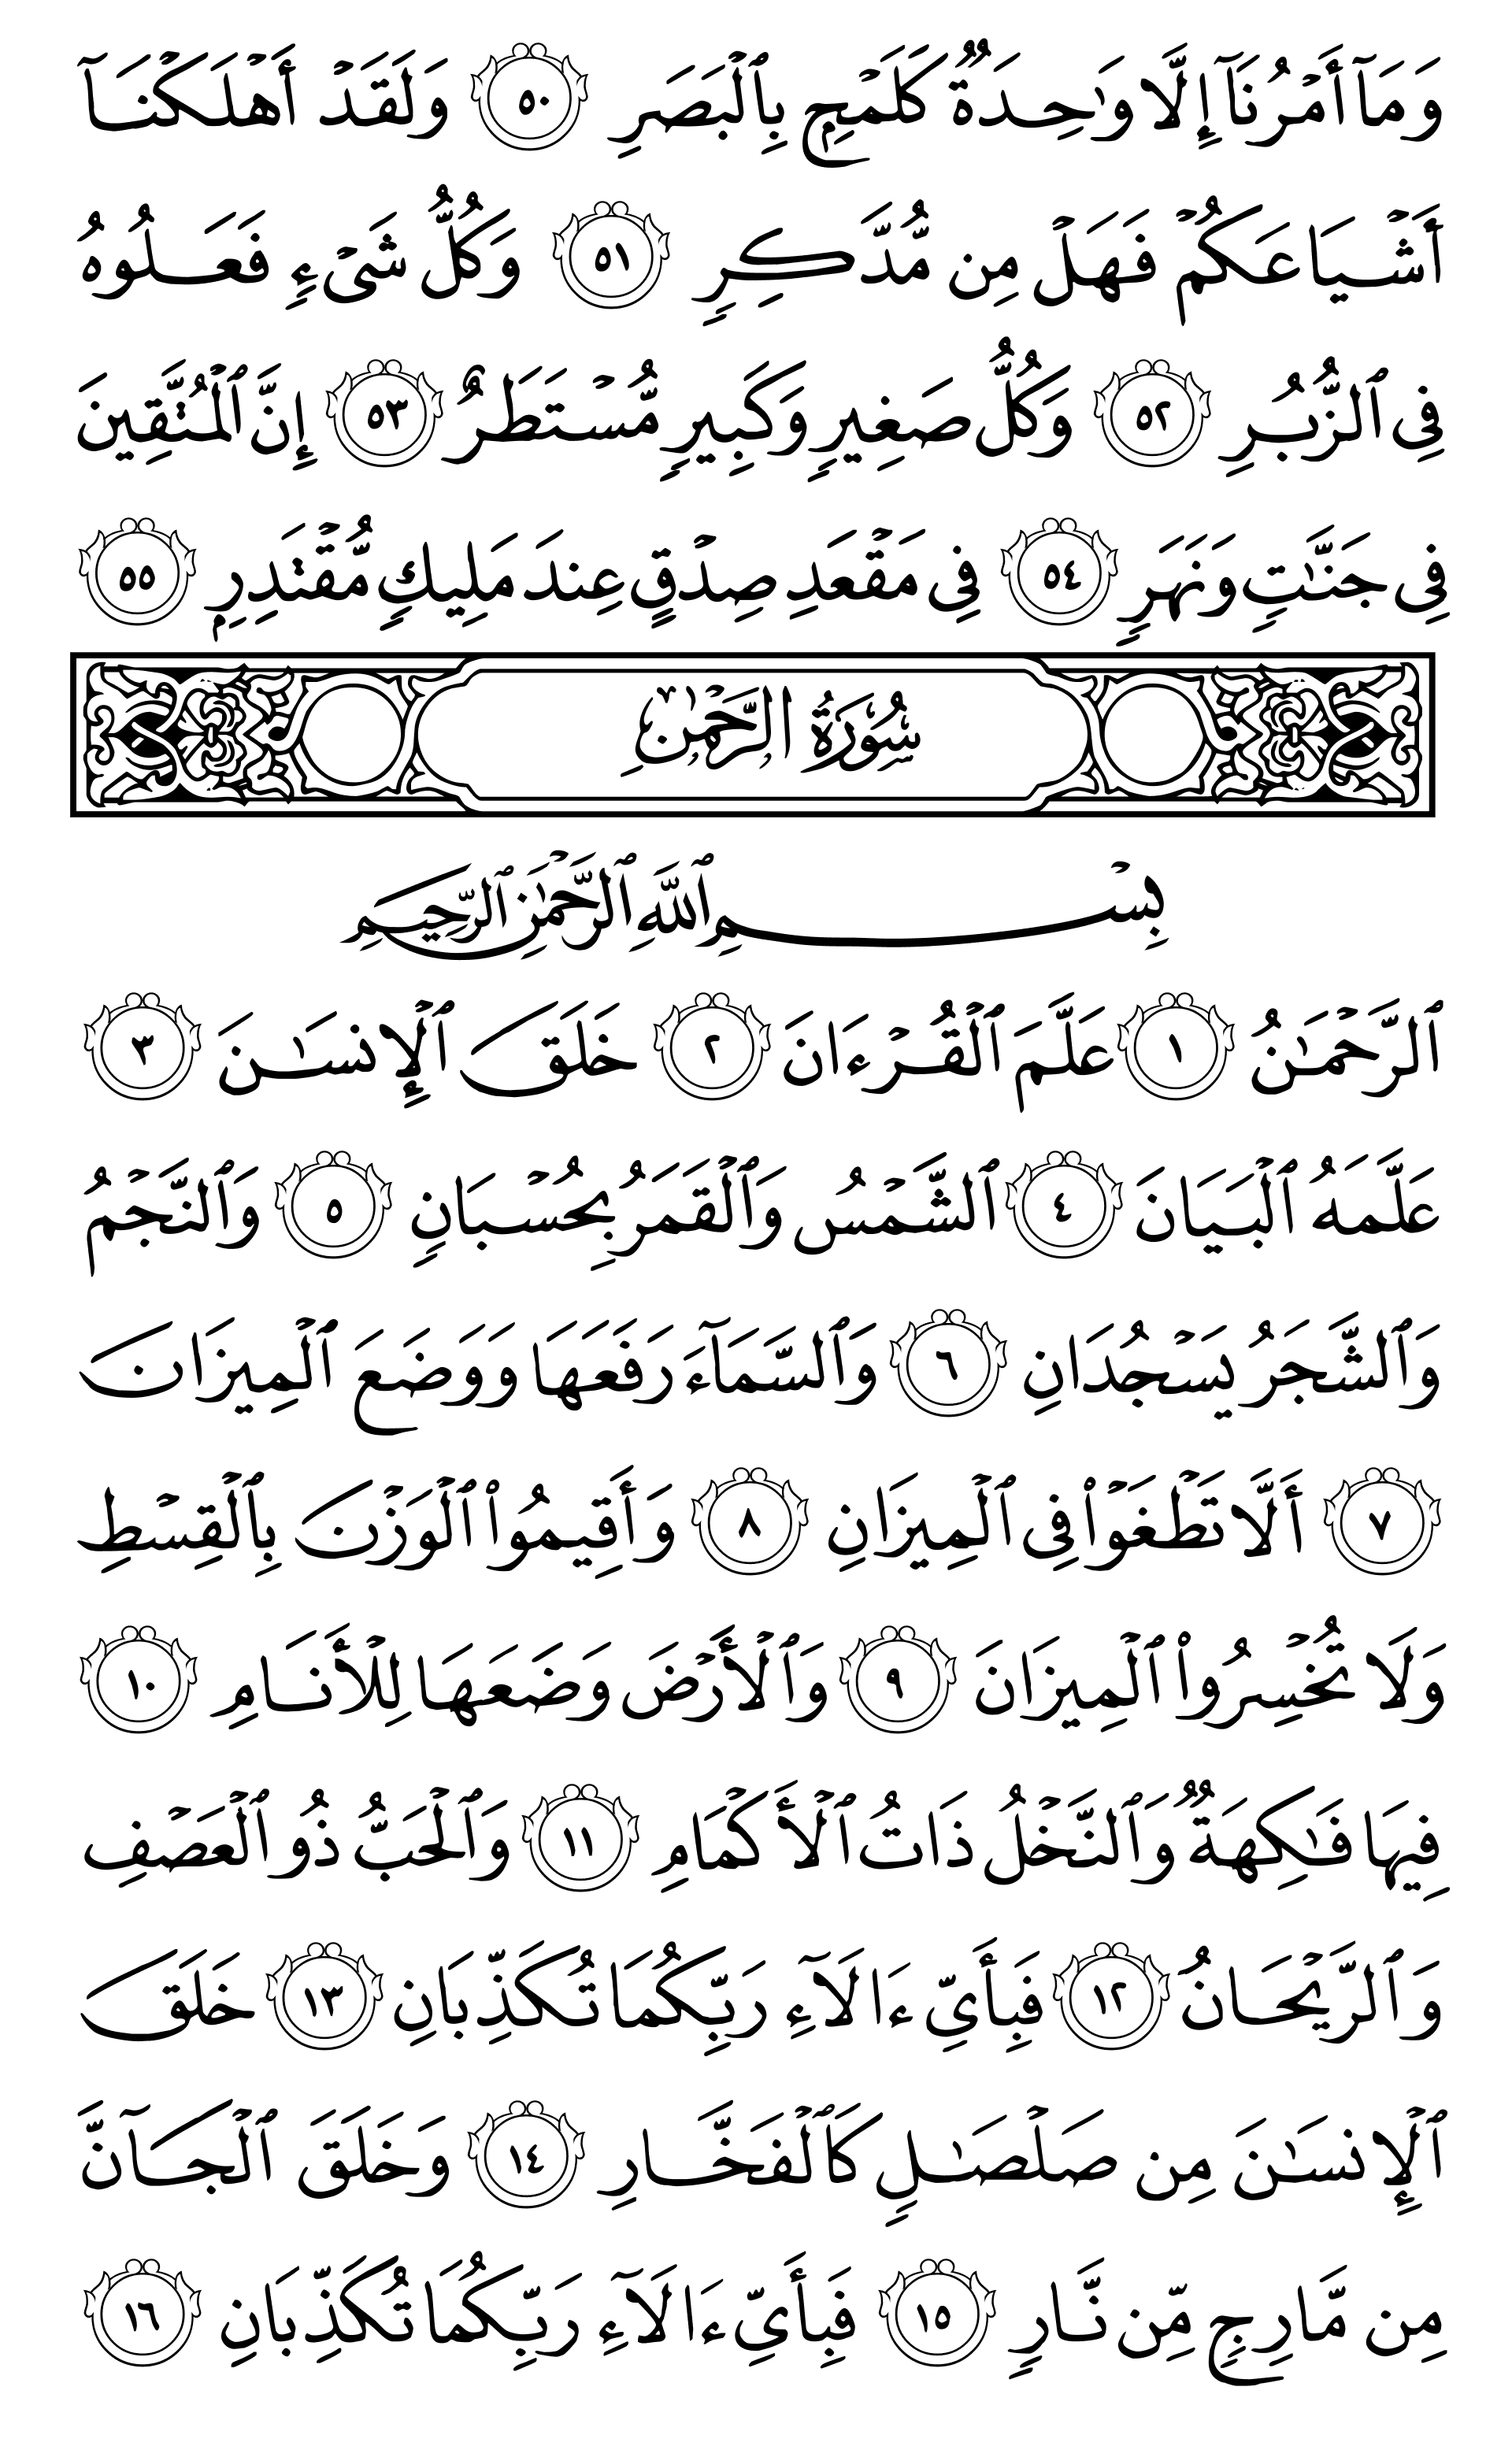 وَمَآ أَمْرُنَآ إِلَّا وَٰحِدَةٌ كَلَمْحٍۭ بِٱلْبَصَرِ ٥٠ وَلَقَدْ أَهْلَكْنَآ
أَشْيَاعَكُمْ فَهَلْ مِن مُّدَّكِرٍ ٥١ وَكُلُّ شَىْءٍ فَعَلُوهُ
فِى ٱلزُّبُرِ ٥٢ وَكُلُّ صَغِيرٍ وَكَبِيرٍ مُّسْتَطَرٌ ٥٣ إِنَّ ٱلْمُتَّقِينَ
فِى جَنَّٰتٍ وَنَهَرٍ ٥٤ فِى مَقْعَدِ صِدْقٍ عِندَ مَلِيكٍ مُّقْتَدِرٍۭ ٥٥
سُورَةُ الرَّحْمَٰن
بِسْمِ ٱللَّهِ ٱلرَّحْمَٰنِ ٱلرَّحِيمِ
ٱلرَّحْمَٰنُ ١ عَلَّمَ ٱلْقُرْءَانَ ٢ خَلَقَ ٱلْإِنسَٰنَ ٣
عَلَّمَهُ ٱلْبَيَانَ ٤ ٱلشَّمْسُ وَٱلْقَمَرُ بِحُسْبَانٍ ٥ وَٱلنَّجْمُ
وَٱلشَّجَرُ يَسْجُدَانِ ٦ وَٱلسَّمَآءَ رَفَعَهَا وَوَضَعَ ٱلْمِيزَانَ
٧ أَلَّا تَطْغَوْا۟ فِى ٱلْمِيزَانِ ٨ وَأَقِيمُوا۟ ٱلْوَزْنَ بِٱلْقِسْطِ
وَلَا تُخْسِرُوا۟ ٱلْمِيزَانَ ٩ وَٱلْأَرْضَ وَضَعَهَا لِلْأَنَامِ ١٠
فِيهَا فَٰكِهَةٌ وَٱلنَّخْلُ ذَاتُ ٱلْأَكْمَامِ ١١ وَٱلْحَبُّ ذُو ٱلْعَصْفِ
وَٱلرَّيْحَانُ ١٢ فَبِأَىِّ ءَالَآءِ رَبِّكُمَا تُكَذِّبَانِ ١٣ خَلَقَ
ٱلْإِنسَٰنَ مِن صَلْصَٰلٍ كَٱلْفَخَّارِ ١٤ وَخَلَقَ ٱلْجَآنَّ
مِن مَّارِجٍ مِّن نَّارٍ ١٥ فَبِأَىِّ ءَالَآءِ رَبِّكُمَا تُكَذِّبَانِ ١٦